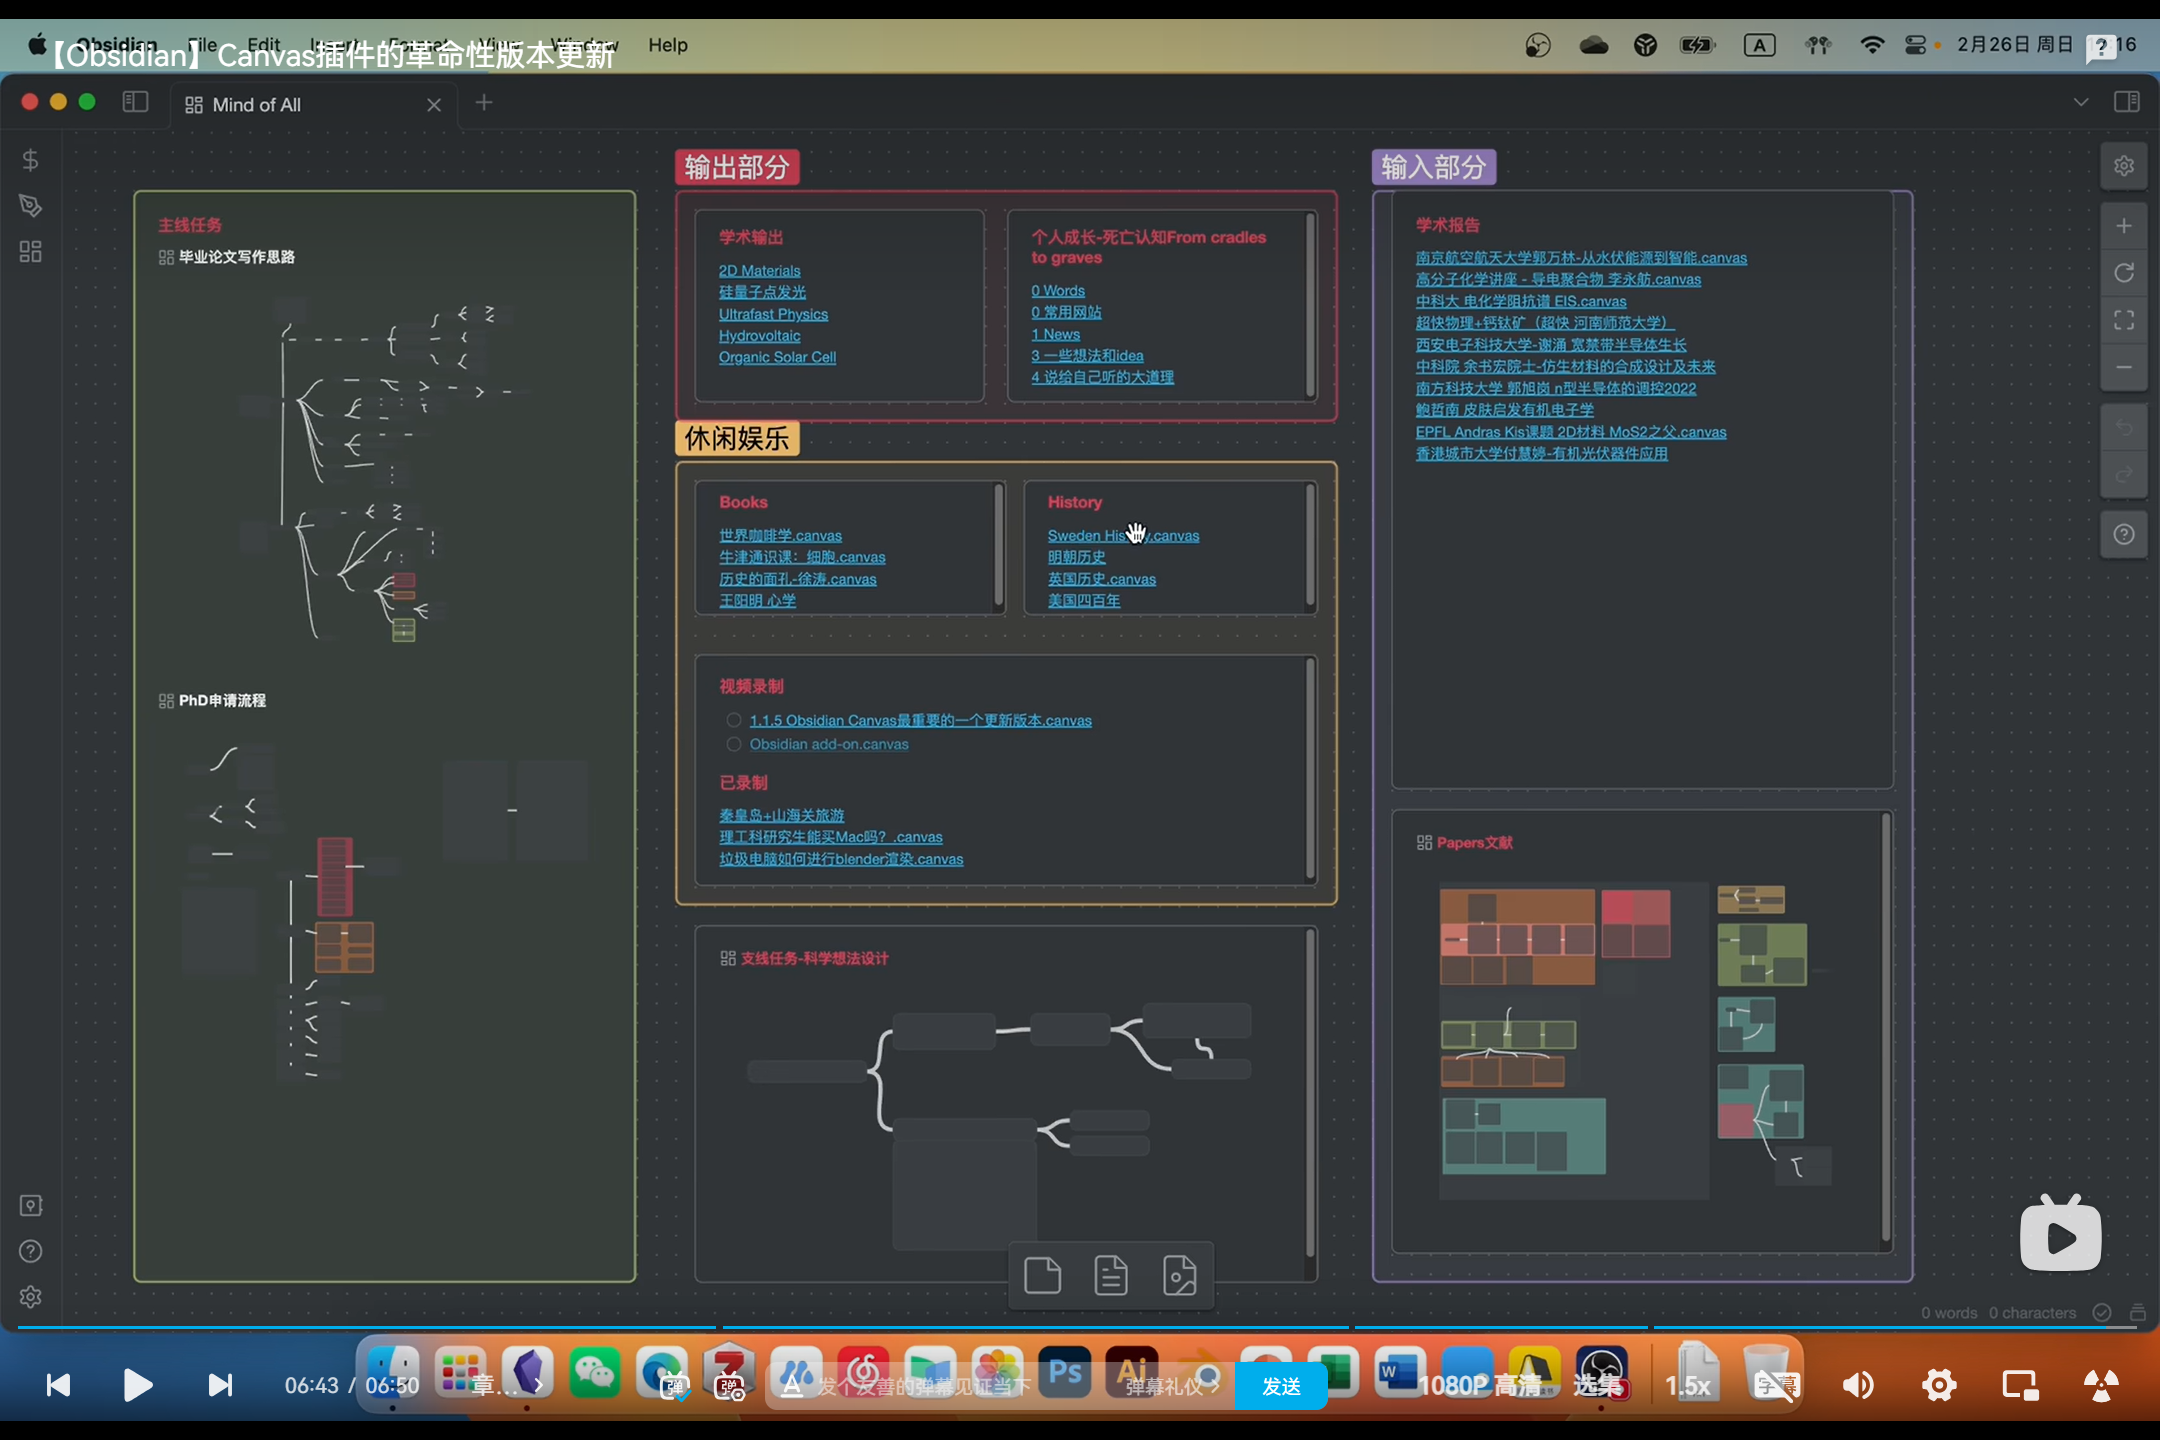 【Obsidian】Canvas插件的革命性版本更新
Obsidian File Edit Insert Format View Window Help
A
2月26日 周日
16
Mind of All
主线任务
毕业论文写作思路
PhD申请流程
输出部分
学术输出
2D Materials
硅量子点发光
Ultrafast Physics
Hydrovoltaic
Organic Solar Cell
个人成长-死亡认知From cradles
to graves
0 Words
0 常用网站
1 News
3 一些想法和idea
4 说给自己听的大道理
休闲娱乐
Books
世界咖啡学.canvas
牛津通识课：细胞.canvas
历史的面孔-徐涛.canvas
王阳明 心学
History
Sweden History.canvas
明朝历史
英国历史.canvas
美国四百年
视频录制
1.1.5 Obsidian Canvas最重要的一个更新版本.canvas
Obsidian add-on.canvas
已录制
秦皇岛+山海关旅游
理工科研究生能买Mac吗？.canvas
垃圾电脑如何进行blender渲染.canvas
支线任务-科学想法设计
输入部分
学术报告
南京航空航天大学郭万林-从水伏能源到智能.canvas
高分子化学讲座 - 导电聚合物 李永舫.canvas
中科大 电化学阻抗谱 EIS.canvas
超快物理+钙钛矿（超快 河南师范大学）
西安电子科技大学-谢涌 宽禁带半导体生长
中科院 余书宏院士-仿生材料的合成设计及未来
南方科技大学 郭旭岗 n型半导体的调控2022
鲍哲南 皮肤启发有机电子学
EPFL Andras Kis课题 2D材料 MoS2之父.canvas
香港城市大学付慧婷-有机光伏器件应用
Papers文献
0 words 0 characters
06:43 / 06:50
章...
弹
弹
A
发个友善的弹幕见证当下
弹幕礼仪
发送
Ps
Ai
W
1080P 高清
选集
1.5x
字幕